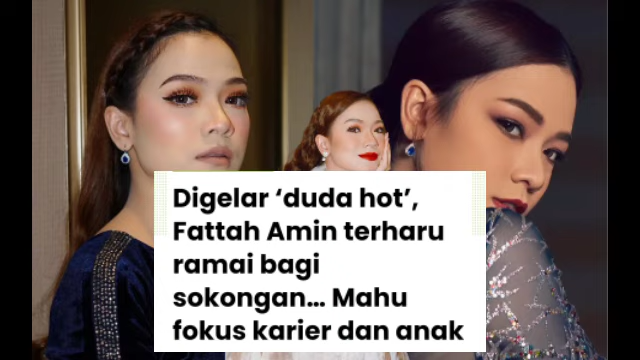 Digelar ‘duda hot’,
Fattah Amin terharu
ramai bagi
sokongan... Mahu
fokus karier dan anak